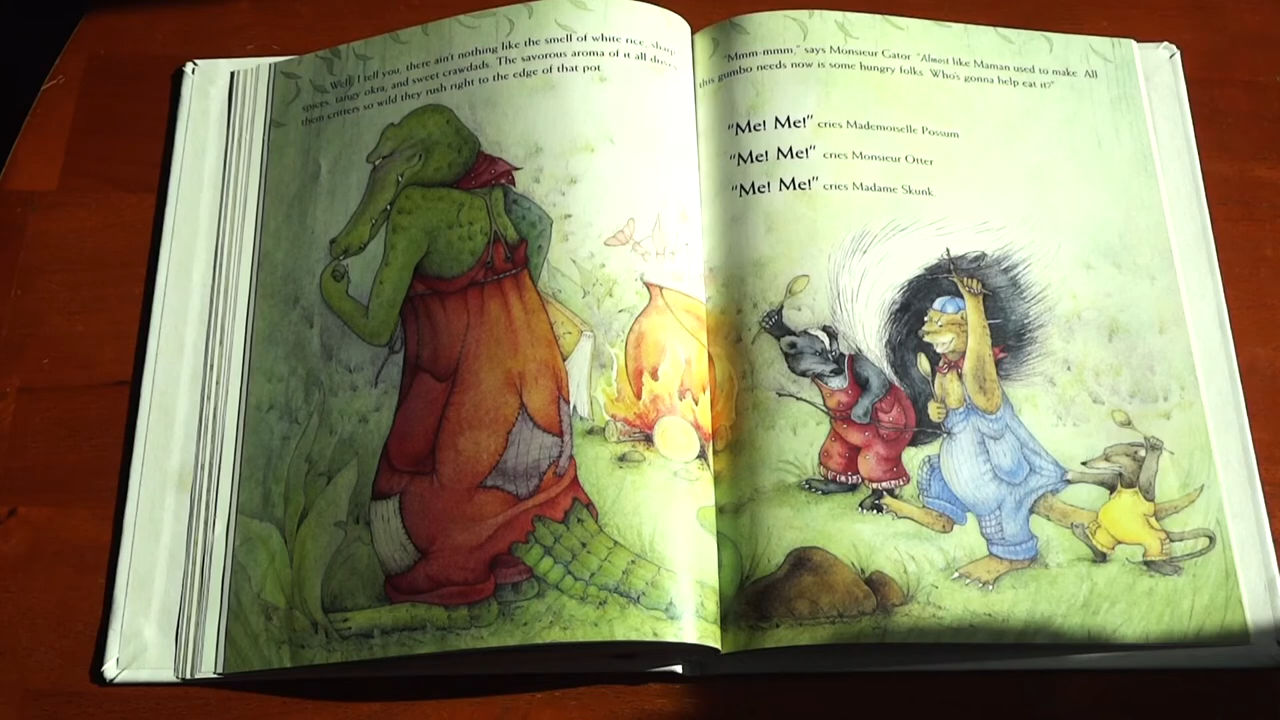 Well, I tell you, there ain't nothing like the smell of white rice, sharp
spices, tangy okra, and sweet crawdads. The savorous aroma of it all drives
them critters so wild they rush right to the edge of that pot.
"Mmm-mmm," says Monsieur Gator. "Almost like Maman used to make. All
this gumbo needs now is some hungry folks. Who's gonna help eat it?"
"Me! Me!" cries Mademoiselle Possum
"Me! Me!" cries Monsieur Otter
"Me! Me!" cries Madame Skunk